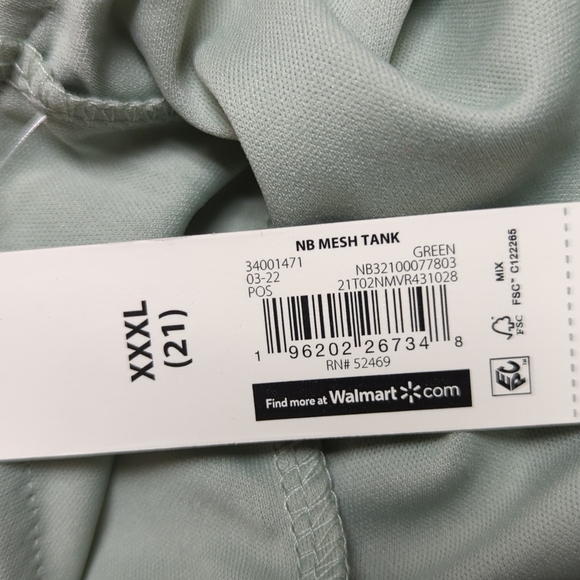 NB MESH TANK
34001471 GREEN
03-22 NB32100077803
POS 21T02NMVR431028
1 96202 26734 8
RN# 52469
Find more at Walmart.com
XXXL
(21)
MIX
FSC™ C122265
FSC